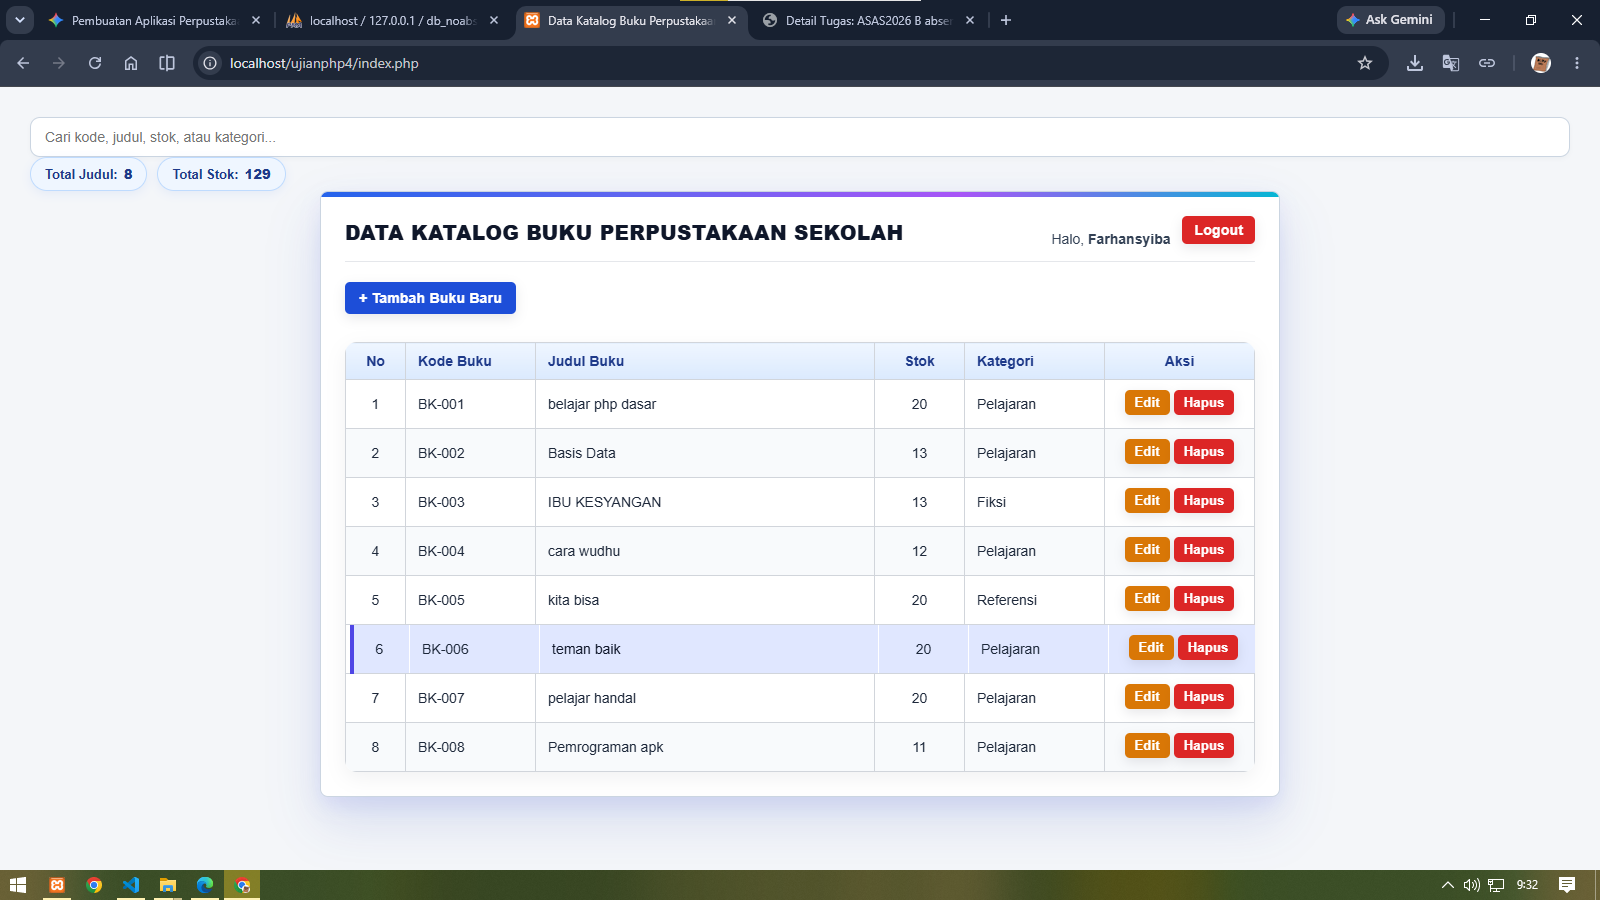 Pembuatan Aplikasi Perpustaka
localhost / 127.0.0.1 / db_noabs
Data Katalog Buku Perpustakaan
Detail Tugas: ASAS2026 B abser
Ask Gemini
localhost/ujianphp4/index.php
Cari kode, judul, stok, atau kategori...
Total Judul: 8
Total Stok: 129
DATA KATALOG BUKU PERPUSTAKAAN SEKOLAH
Halo, Farhansyiba
Logout
+ Tambah Buku Baru
No Kode Buku Judul Buku Stok Kategori Aksi
1 BK-001 belajar php dasar 20 Pelajaran Edit Hapus
2 BK-002 Basis Data 13 Pelajaran Edit Hapus
3 BK-003 IBU KESYANGAN 13 Fiksi Edit Hapus
4 BK-004 cara wudhu 12 Pelajaran Edit Hapus
5 BK-005 kita bisa 20 Referensi Edit Hapus
6 BK-006 teman baik 20 Pelajaran Edit Hapus
7 BK-007 pelajar handal 20 Pelajaran Edit Hapus
8 BK-008 Pemrograman apk 11 Pelajaran Edit Hapus
9:32